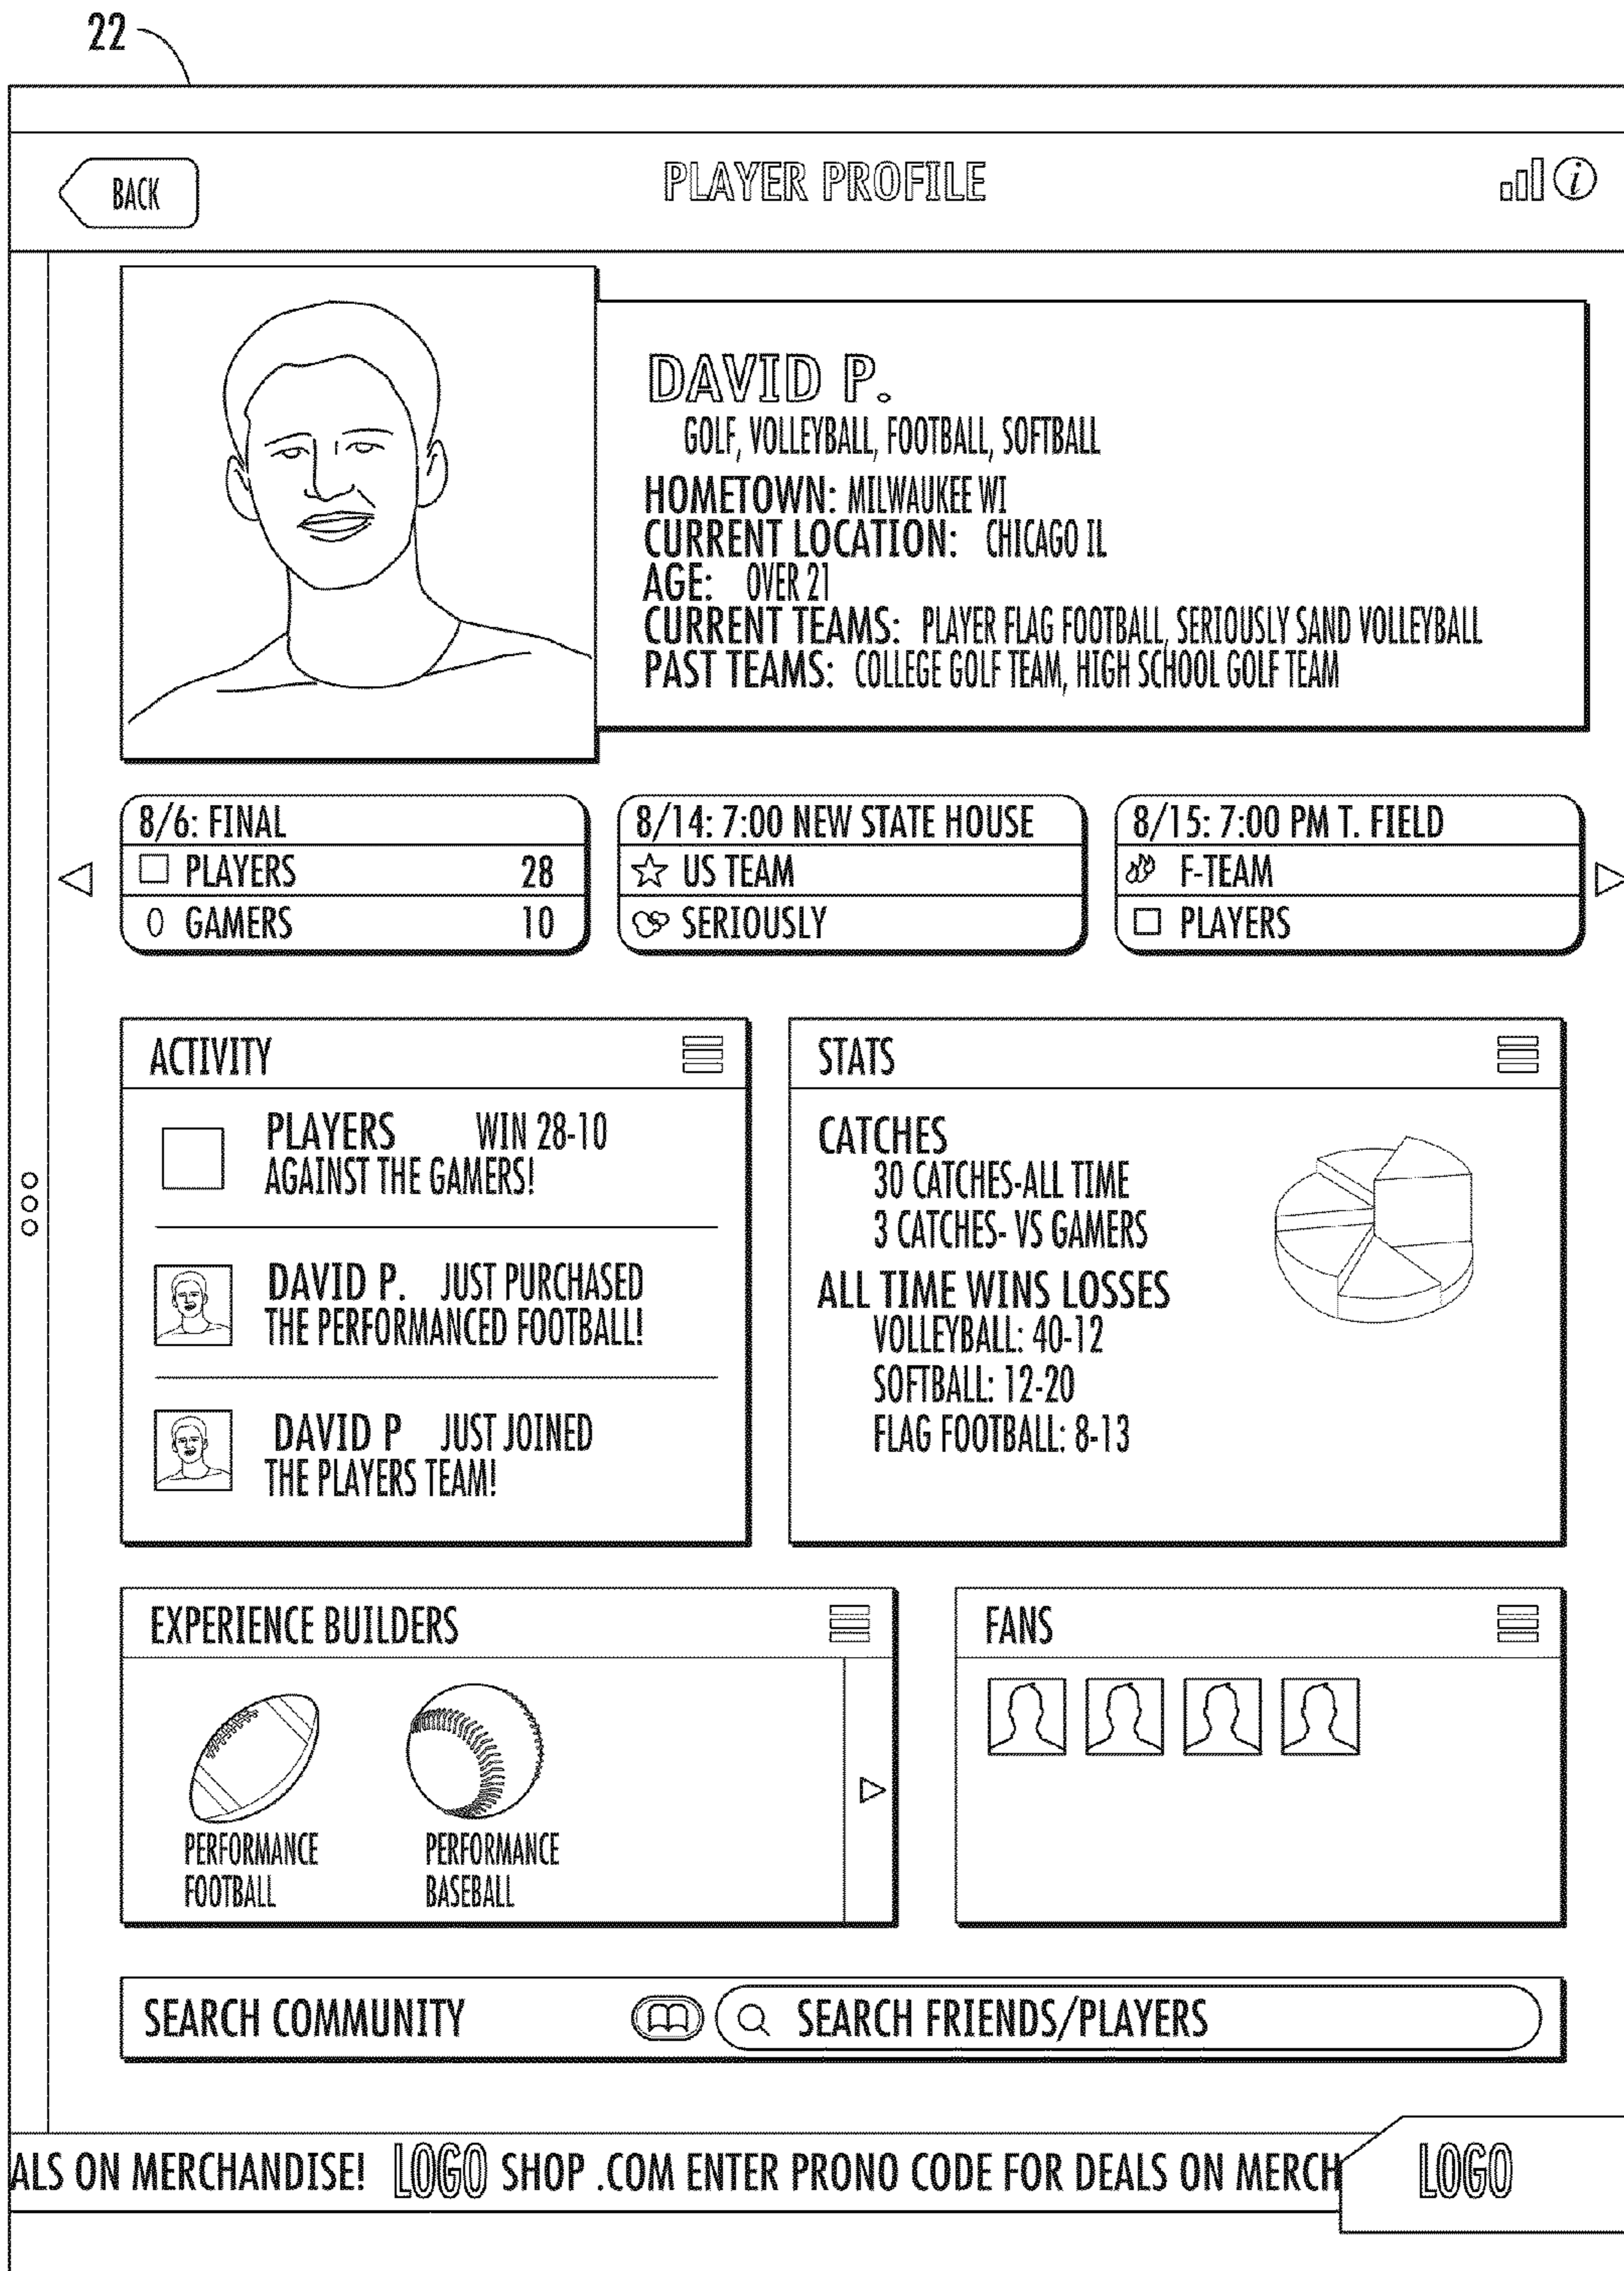 22
BACK
PLAYER PROFILE
i
DAVID P.
GOLF, VOLLEYBALL, FOOTBALL, SOFTBALL
HOMETOWN: MILWAUKEE WI
CURRENT LOCATION: CHICAGO IL
AGE: OVER 21
CURRENT TEAMS: PLAYER FLAG FOOTBALL, SERIOUSLY SAND VOLLEYBALL
PAST TEAMS: COLLEGE GOLF TEAM, HIGH SCHOOL GOLF TEAM
8/6: FINAL
PLAYERS 28
GAMERS 10
8/14: 7:00 NEW STATE HOUSE
US TEAM
SERIOUSLY
8/15: 7:00 PM T. FIELD
F-TEAM
PLAYERS
ACTIVITY
PLAYERS WIN 28-10
AGAINST THE GAMERS!
DAVID P. JUST PURCHASED
THE PERFORMANCED FOOTBALL!
DAVID P JUST JOINED
THE PLAYERS TEAM!
STATS
CATCHES
30 CATCHES-ALL TIME
3 CATCHES- VS GAMERS
ALL TIME WINS LOSSES
VOLLEYBALL: 40-12
SOFTBALL: 12-20
FLAG FOOTBALL: 8-13
EXPERIENCE BUILDERS
PERFORMANCE
FOOTBALL
PERFORMANCE
BASEBALL
FANS
SEARCH COMMUNITY
SEARCH FRIENDS/PLAYERS
ALS ON MERCHANDISE! LOGO SHOP .COM ENTER PRONO CODE FOR DEALS ON MERCH
LOGO